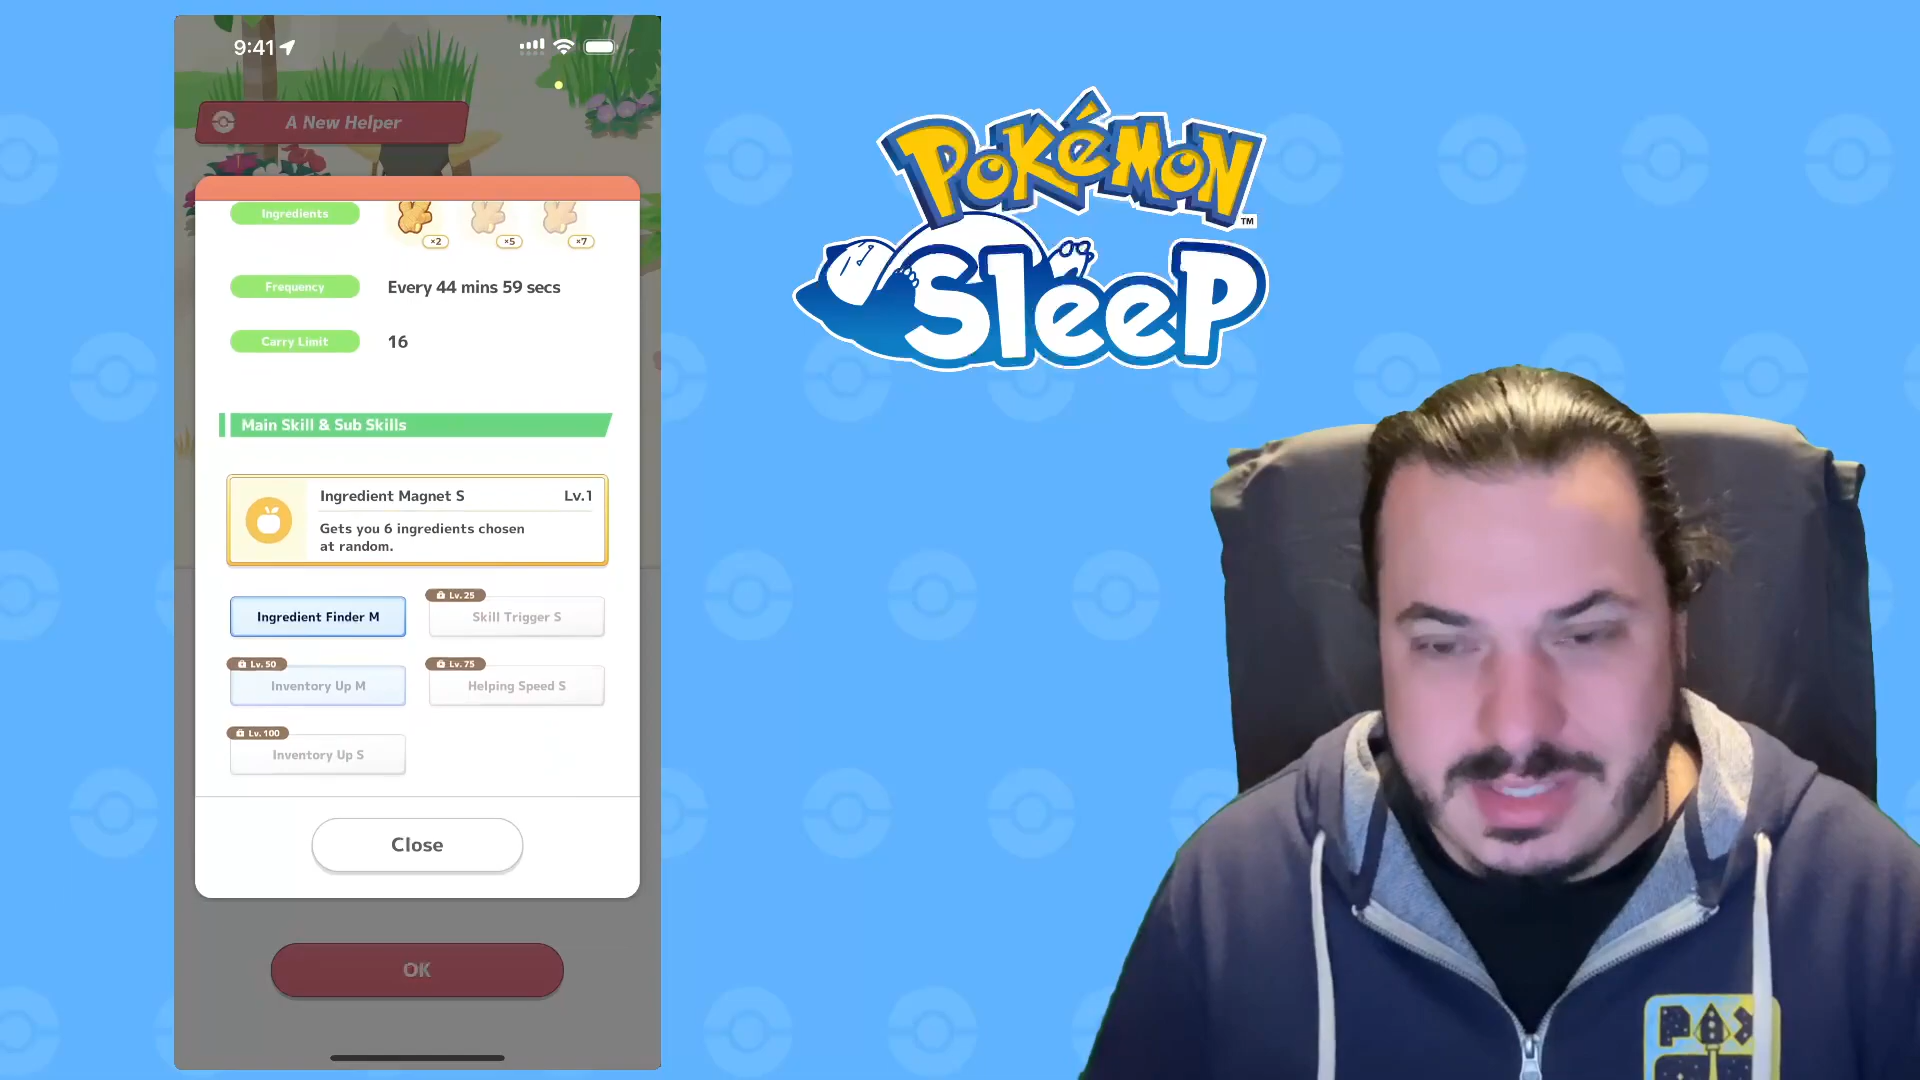 9:41
A New Helper
Ingredients
×2
×5
×7
Frequency
Every 44 mins 59 secs
Carry Limit
16
Main Skill & Sub Skills
Ingredient Magnet S
Lv.1
Gets you 6 ingredients chosen
at random.
Ingredient Finder M
Lv. 25
Skill Trigger S
Lv. 50
Inventory Up M
Lv. 75
Helping Speed S
Lv. 100
Inventory Up S
Close
OK
POKéMON
TM
Sleep
PAX